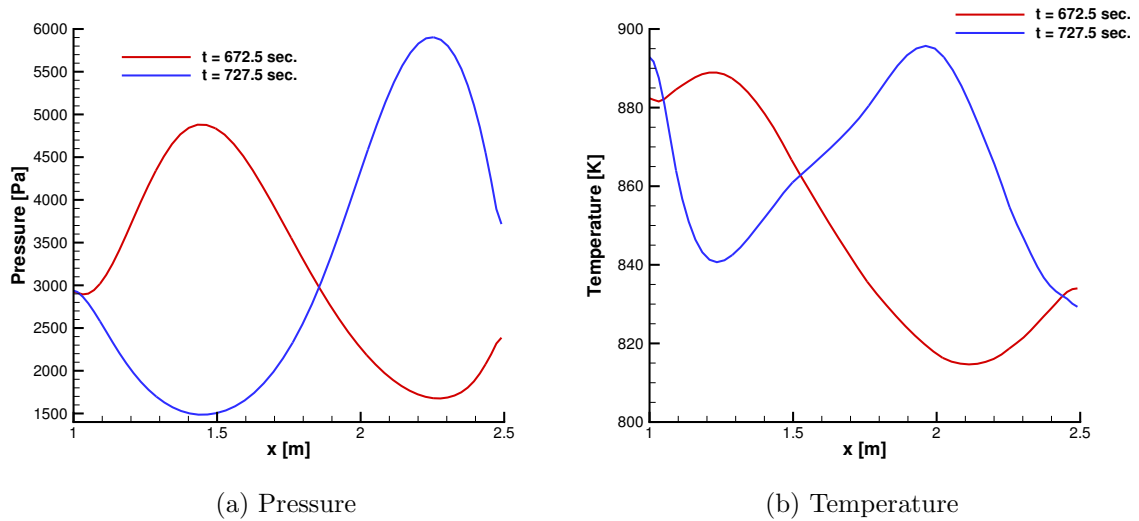 t = 672.5 sec.
t = 727.5 sec.
Pressure [Pa]
6000
5500
5000
4500
4000
3500
3000
2500
2000
1500
1
1.5
2
2.5
x [m]
(a) Pressure
t = 672.5 sec.
t = 727.5 sec.
Temperature [K]
900
880
860
840
820
800
1
1.5
2
2.5
x [m]
(b) Temperature